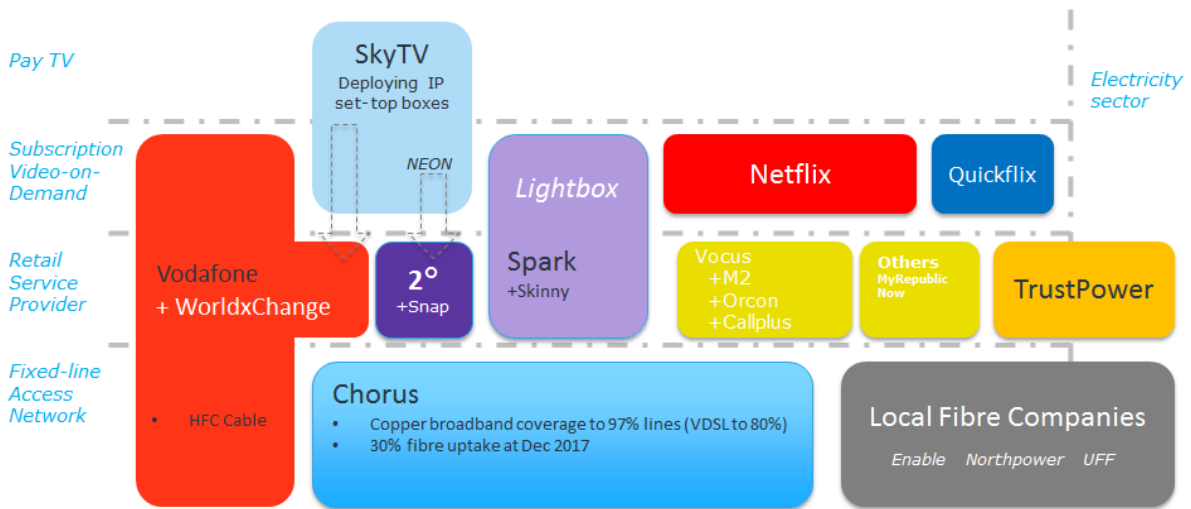 Pay TV
SkyTV
Deploying IP
set-top boxes
Electricity
sector
Subscription
Video-on-
Demand
NEON
Lightbox
Netflix
Quickflix
Retail
Service
Provider
Vodafone
+ WorldxChange
2°
+Snap
Spark
+Skinny
Vocus
+M2
+Orcon
+Callplus
Others
MyRepublic
Now
TrustPower
Fixed-line
Access
Network
• HFC Cable
Chorus
• Copper broadband coverage to 97% lines (VDSL to 80%)
• 30% fibre uptake at Dec 2017
Local Fibre Companies
Enable Northpower UFF